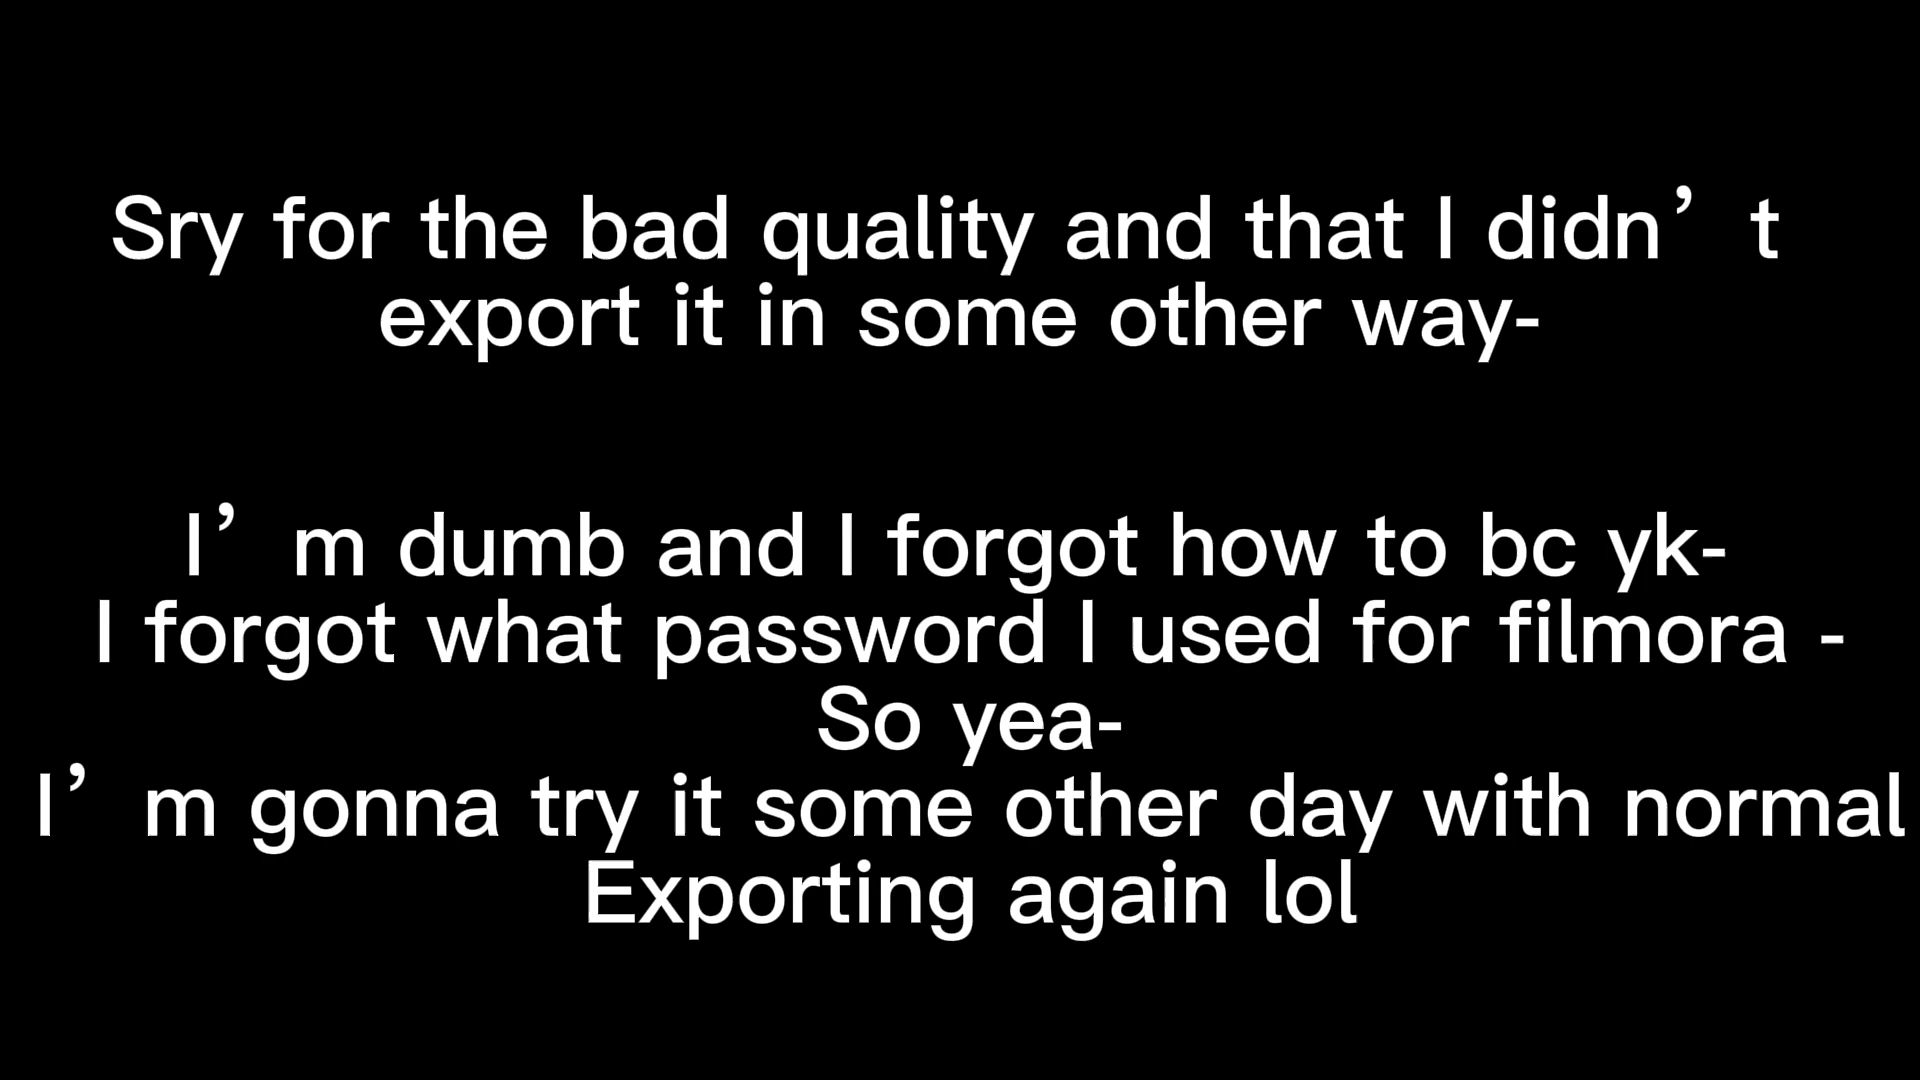 Sry for the bad quality and that I didn’t
export it in some other way-
I’m dumb and I forgot how to bc yk-
I forgot what password I used for filmora -
So yea-
I’m gonna try it some other day with normal
Exporting again lol